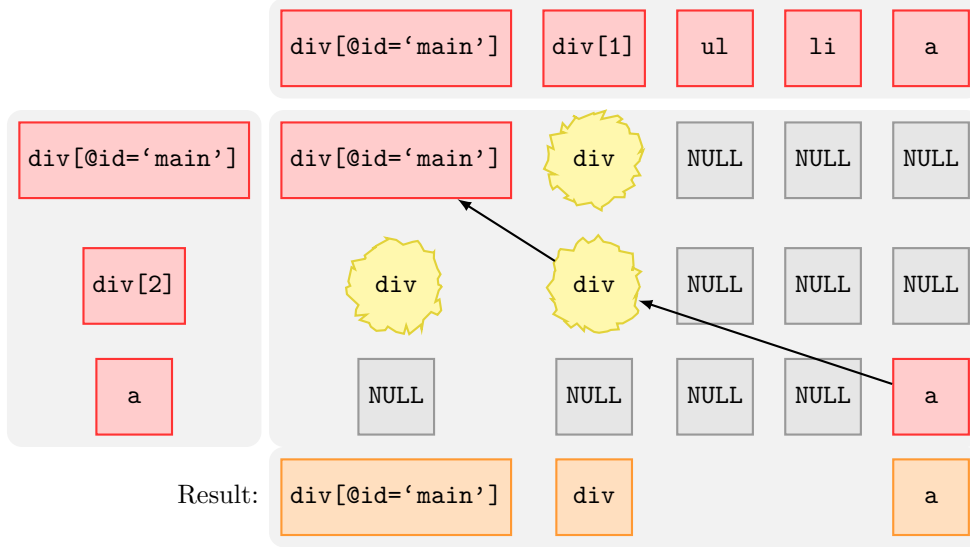 div[@id=‘main’] div[1] ul li a
div[@id=‘main’] div[@id=‘main’] div NULL NULL NULL
div[2] div div NULL NULL NULL
a NULL NULL NULL NULL a
Result: div[@id=‘main’] div a